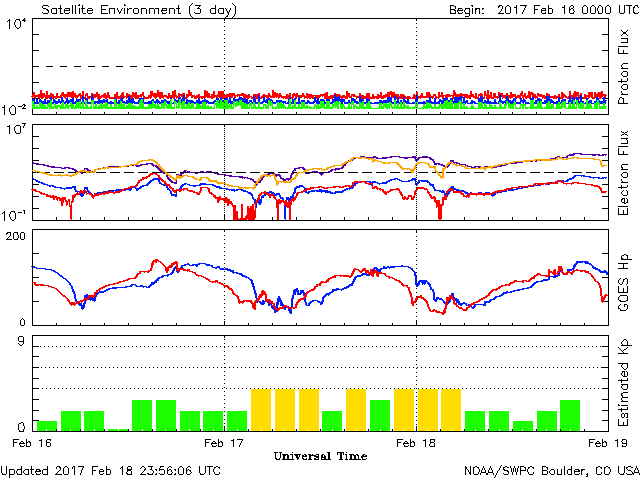 Satellite Environment (3 day)
Begin: 2017 Feb 16 0000 UTC
10⁴
10⁻²
Proton Flux
10⁷
10⁻¹
Electron Flux
200
0
GOES Hp
9
0
Estimated Kp
Feb 16 Feb 17 Feb 18 Feb 19
Universal Time
Updated 2017 Feb 18 23:56:06 UTC
NOAA/SWPC Boulder, CO USA